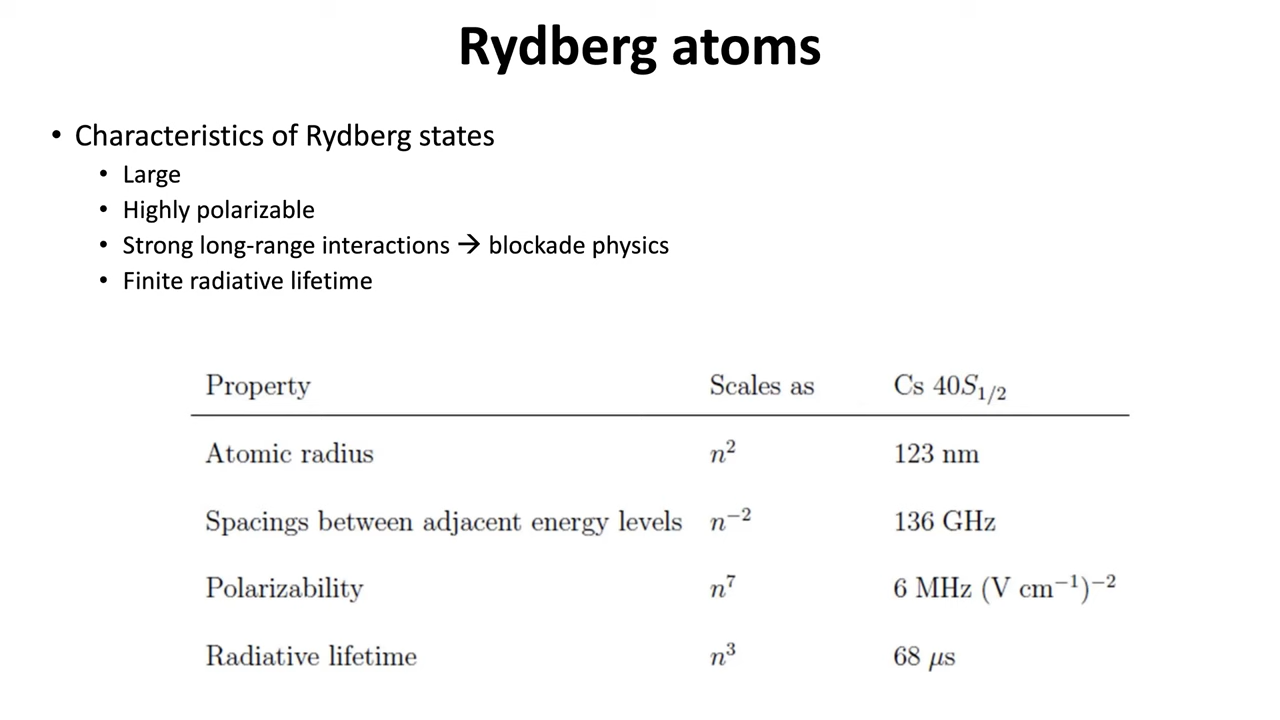 Rydberg atoms
• Characteristics of Rydberg states
• Large
• Highly polarizable
• Strong long-range interactions → blockade physics
• Finite radiative lifetime
Property Scales as Cs 40S₁/₂
Atomic radius n² 123 nm
Spacings between adjacent energy levels n⁻² 136 GHz
Polarizability n⁷ 6 MHz (V cm⁻¹)⁻²
Radiative lifetime n³ 68 μs